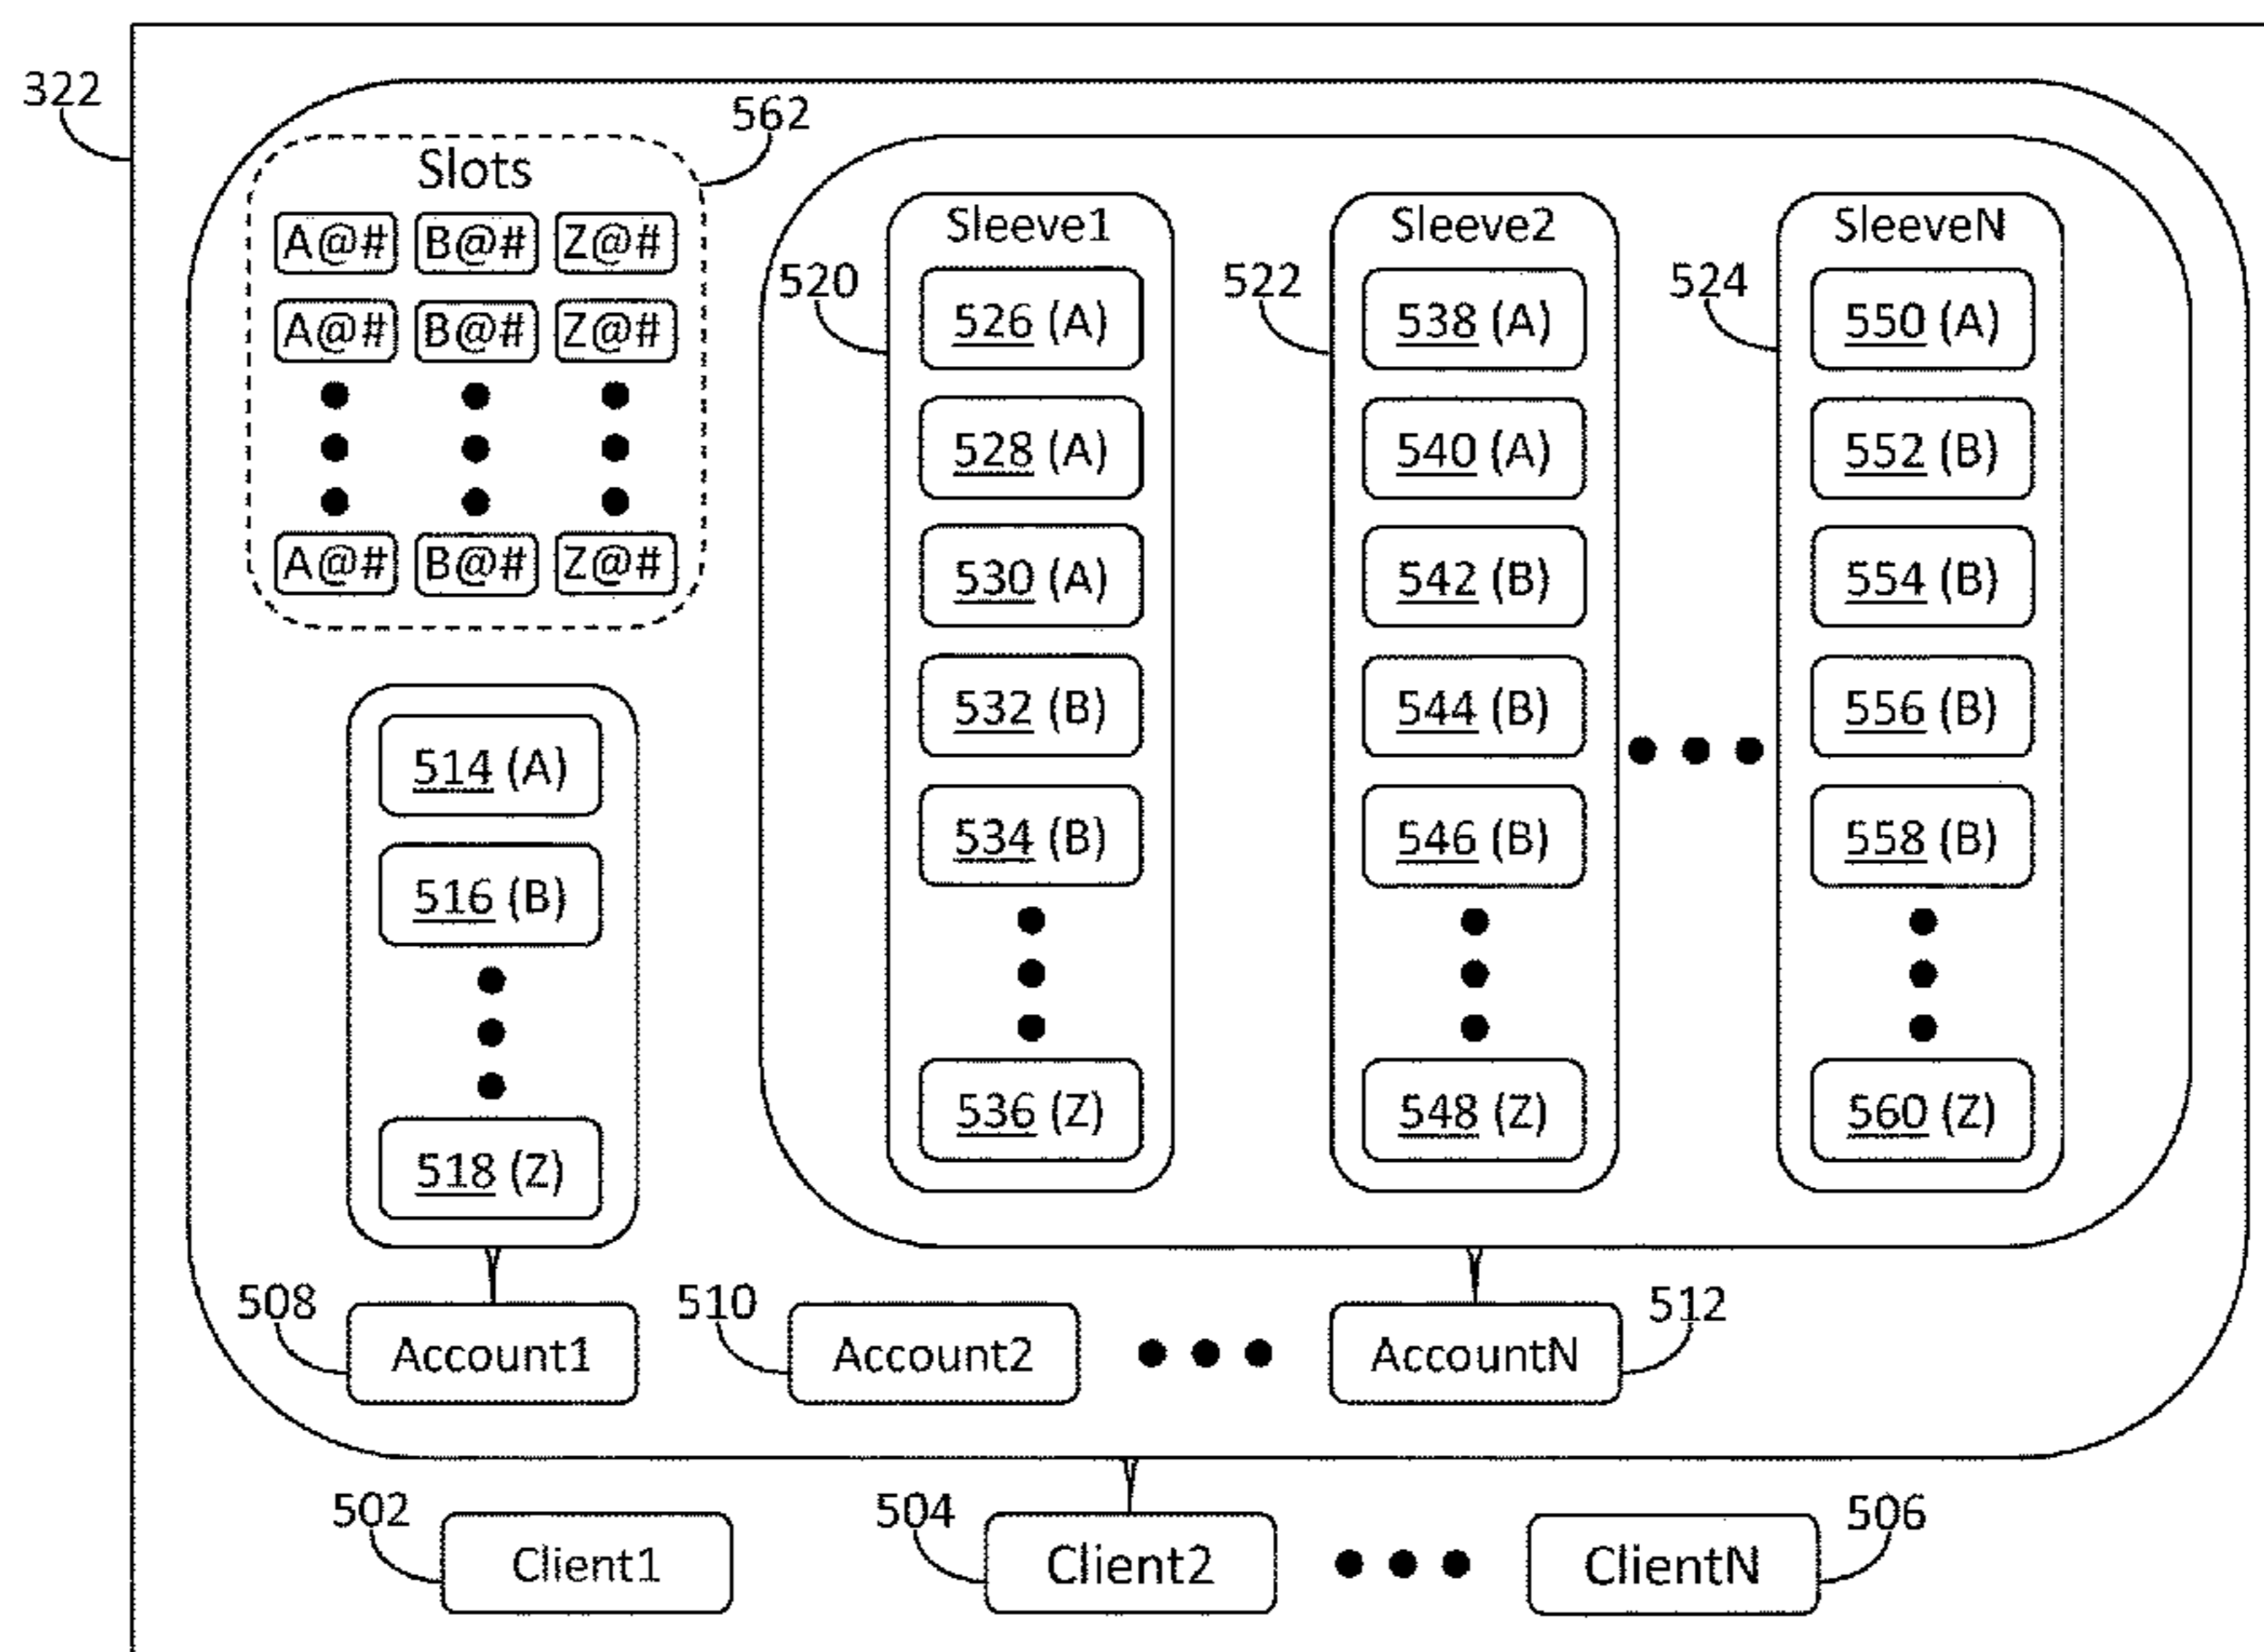 322
562
Slots
A@# B@# Z@#
A@# B@# Z@#
A@# B@# Z@#
514 (A)
516 (B)
518 (Z)
520
Sleeve1
526 (A)
528 (A)
530 (A)
532 (B)
534 (B)
536 (Z)
522
Sleeve2
538 (A)
540 (A)
542 (B)
544 (B)
546 (B)
548 (Z)
524
SleeveN
550 (A)
552 (B)
554 (B)
556 (B)
558 (B)
560 (Z)
508
Account1
510
Account2
AccountN
512
502
Client1
504
Client2
ClientN
506